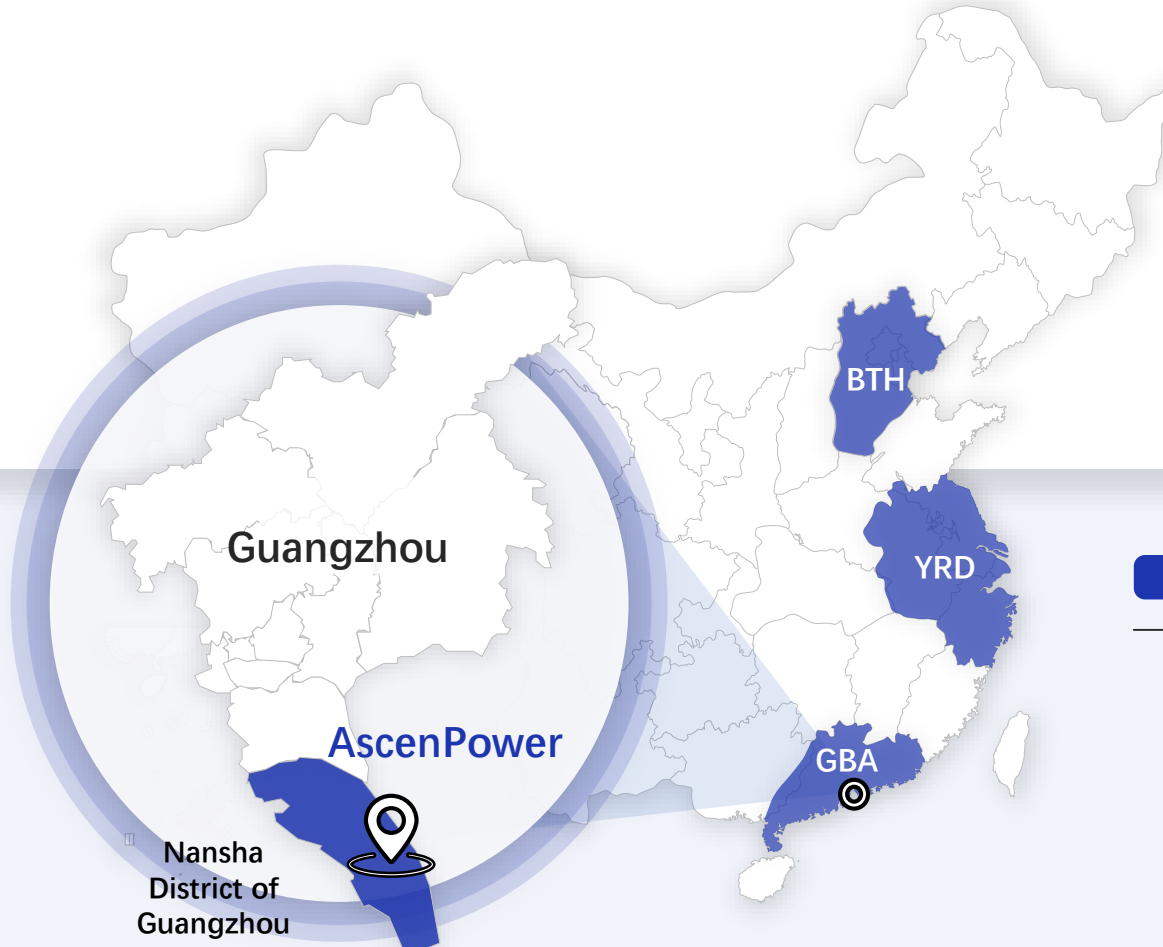 BTH
Guangzhou
YRD
AscenPower
GBA
Nansha
District of
Guangzhou